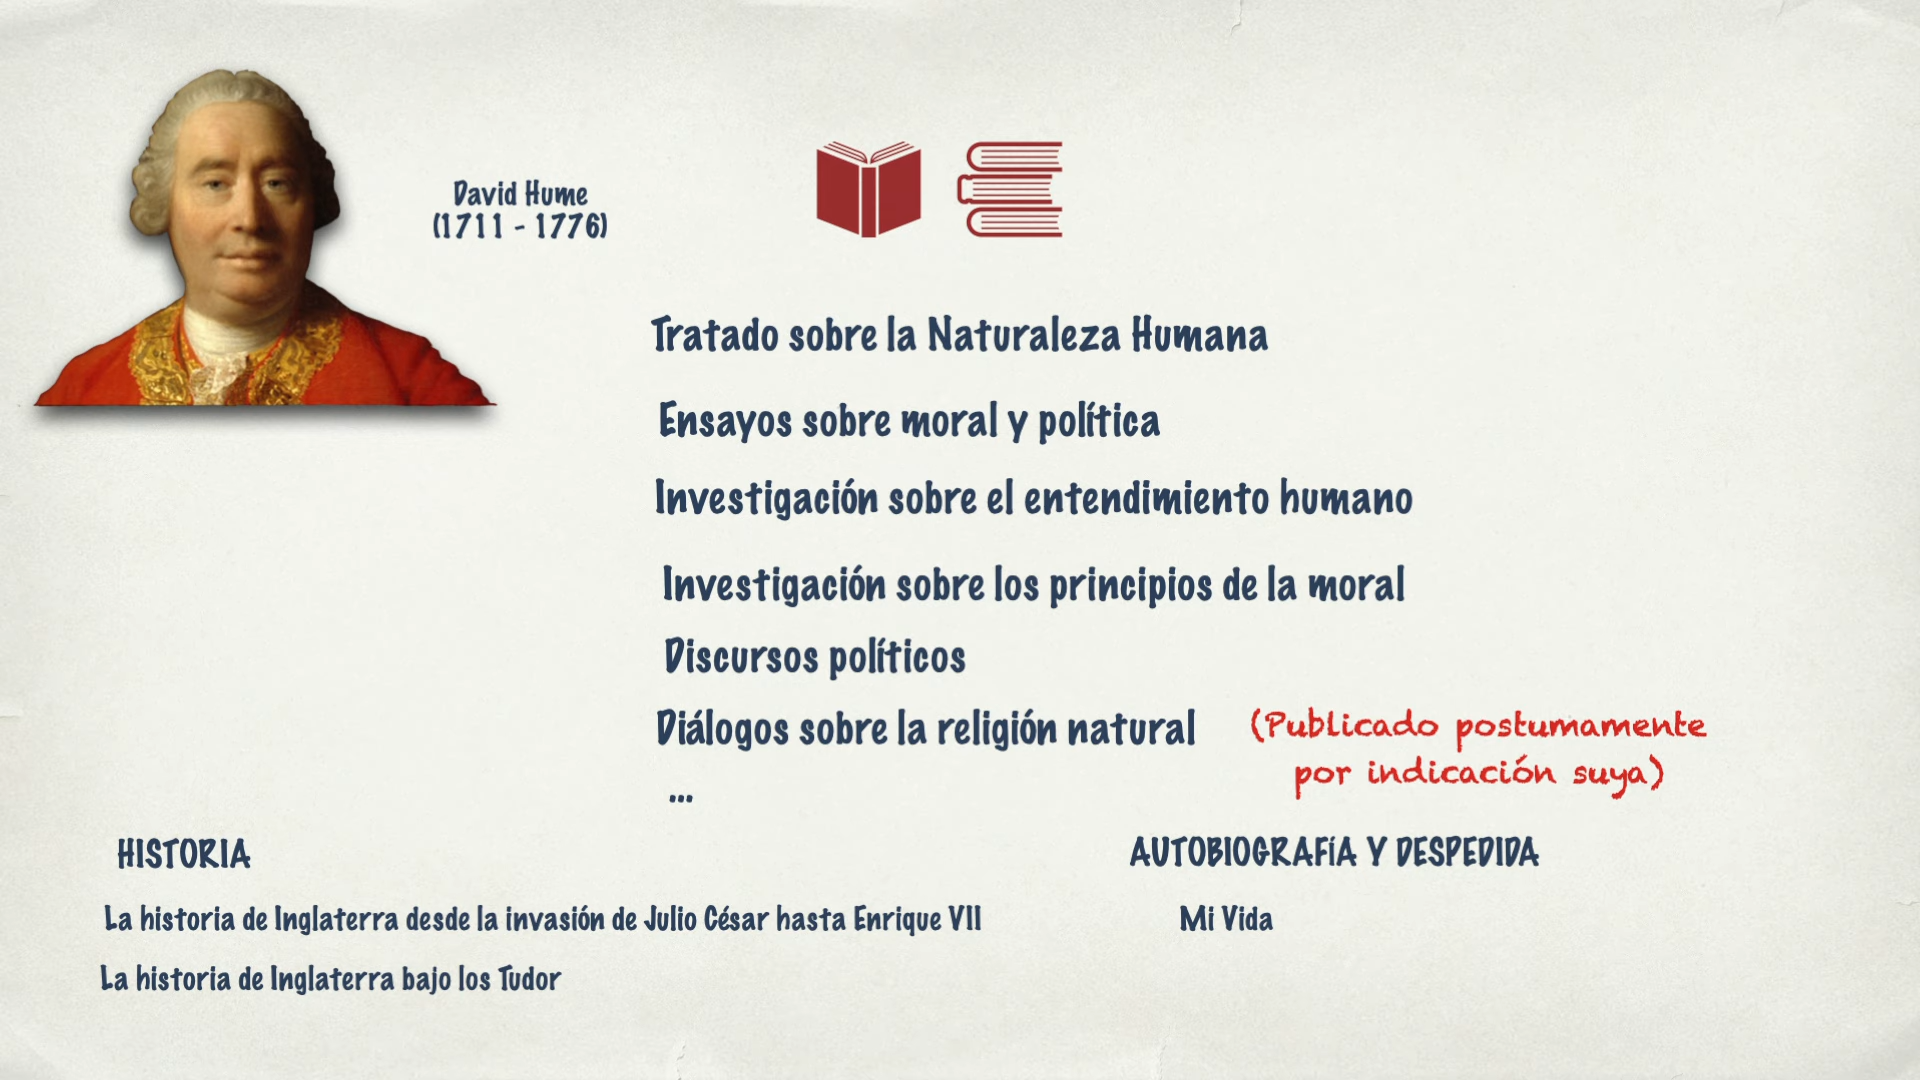 David Hume
(1711 - 1776)
Tratado sobre la Naturaleza Humana
Ensayos sobre moral y política
Investigación sobre el entendimiento humano
Investigación sobre los principios de la moral
Discursos políticos
Diálogos sobre la religión natural
(Publicado postumamente
por indicación suya)
...
HISTORIA
La historia de Inglaterra desde la invasión de Julio César hasta Enrique VII
La historia de Inglaterra bajo los Tudor
AUTOBIOGRAFíA Y DESPEDIDA
Mi Vida